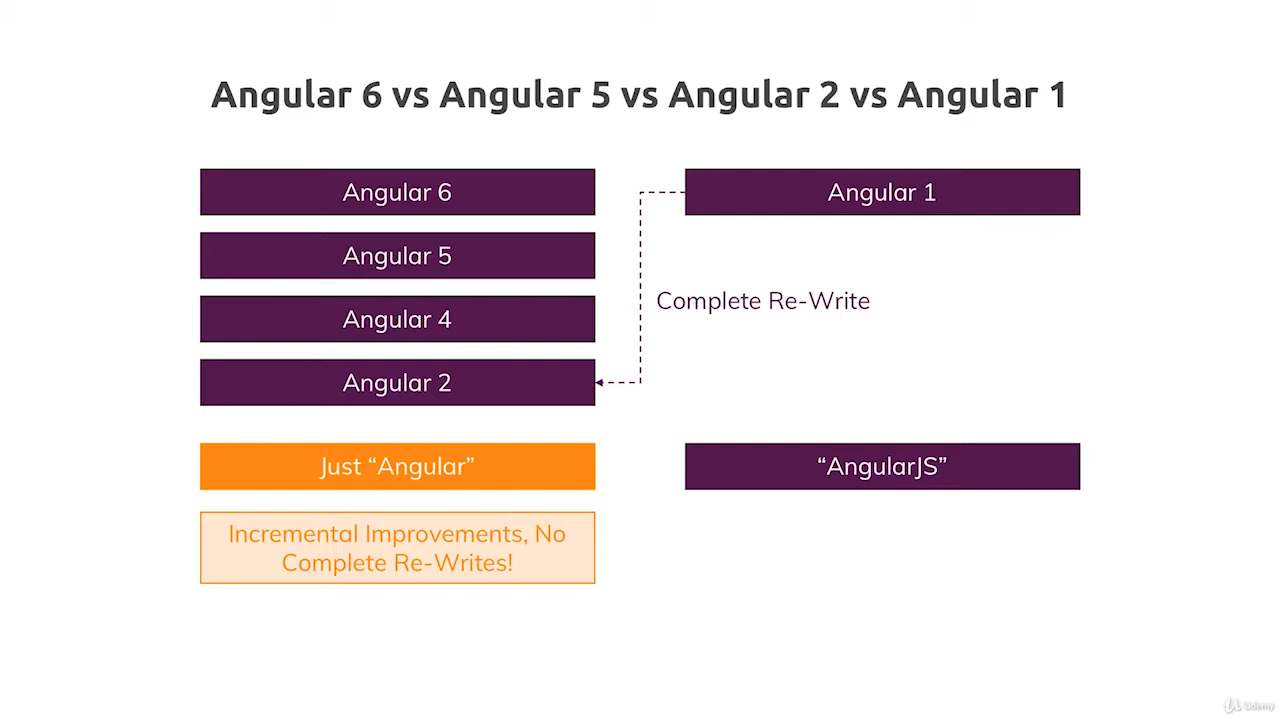 Angular 6 vs Angular 5 vs Angular 2 vs Angular 1
Angular 6
Angular 1
Angular 5
Complete Re-Write
Angular 4
Angular 2
Just “Angular”
“AngularJS”
Incremental Improvements, No
Complete Re-Writes!
Udemy